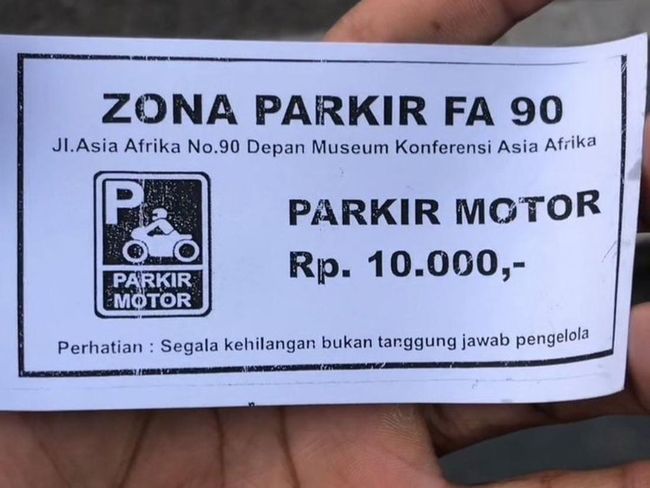 ZONA PARKIR FA 90
Jl.Asia Afrika No.90 Depan Museum Konferensi Asia Afrika
P
PARKIR
MOTOR
PARKIR MOTOR
Rp. 10.000,-
Perhatian : Segala kehilangan bukan tanggung jawab pengelola